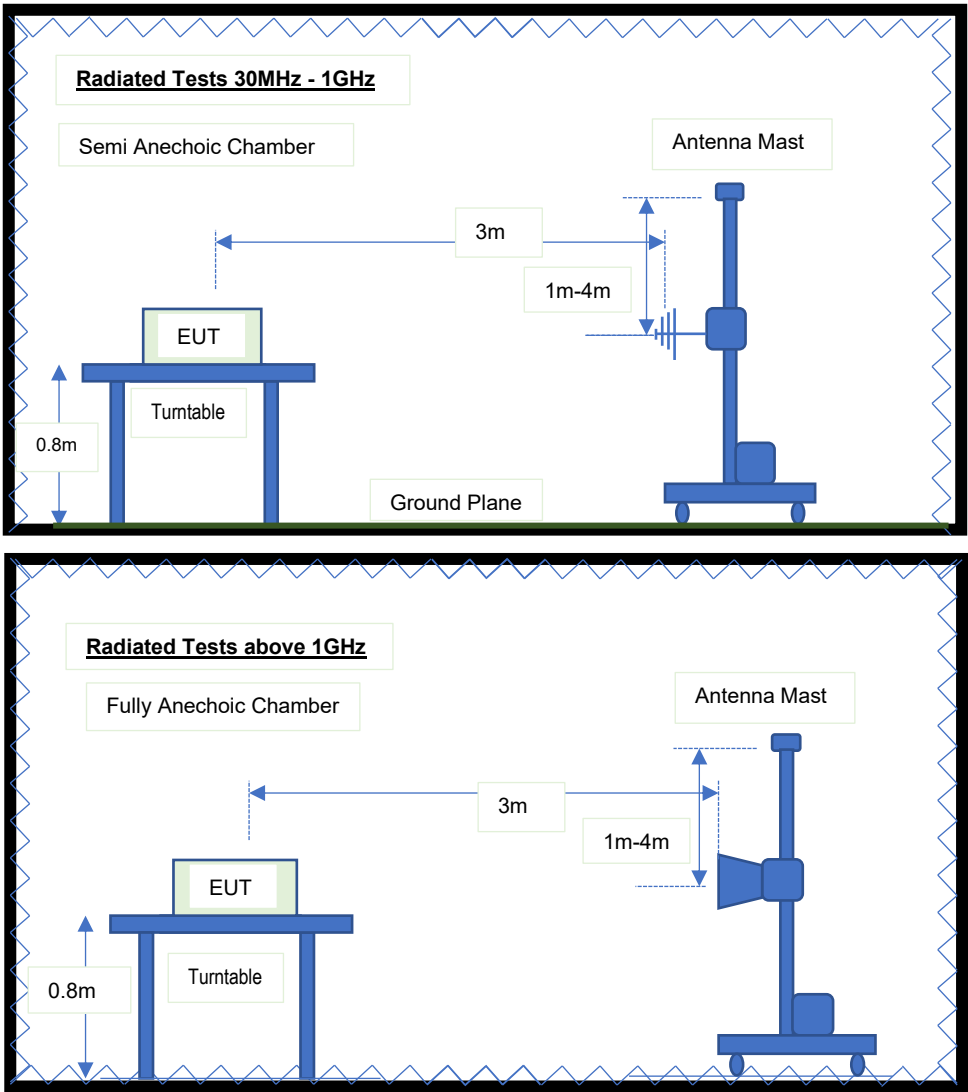 Radiated Tests 30MHz - 1GHz
Semi Anechoic Chamber
Antenna Mast
3m
1m-4m
EUT
Turntable
0.8m
Ground Plane
Radiated Tests above 1GHz
Fully Anechoic Chamber
Antenna Mast
3m
1m-4m
EUT
Turntable
0.8m